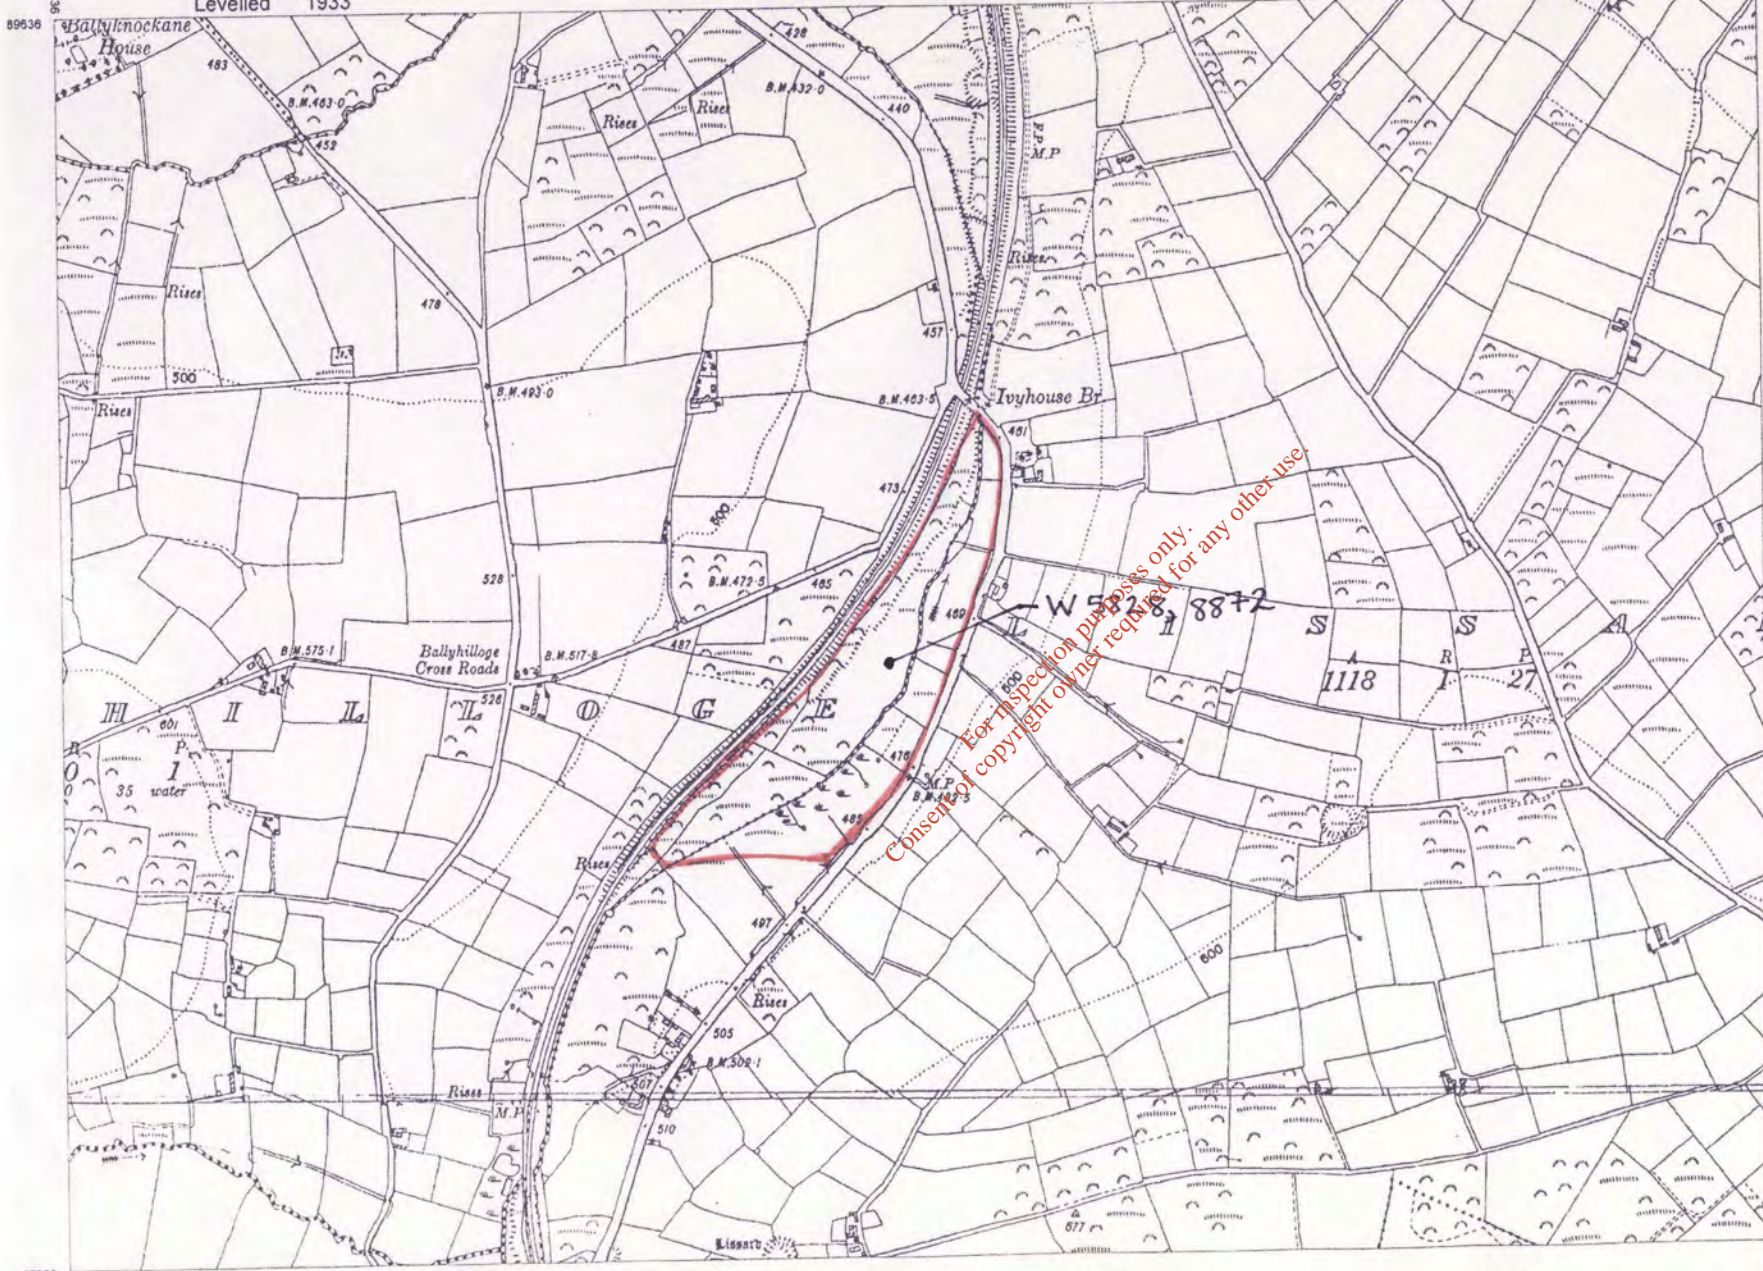 Levelled 1933
89636
Ballyknockane
House
483
B.M.463·0
452
428
B.M.432·0
440
Rises
Rises
F.P.
M.P
Rises
Rises
478
457
500
Rises
B.M.493·0
B.M.463·5
Ivyhouse Br.
461
473
500
528
B.M.472·5
465
469
W 5828, 8872
487
B.M.575·1
Ballyhilloge
Cross Roads
B.M.517·8
526
H I L L O G E
L I S S A
A R P
1118 1 27
601
P.
1
35 water
500
476
M.P
485
Rises
497
600
Rises
505
B.M.509·1
507
Rises
M.P
510
Lissard
677
For inspection purposes only.
Consent of copyright owner required for any other use.